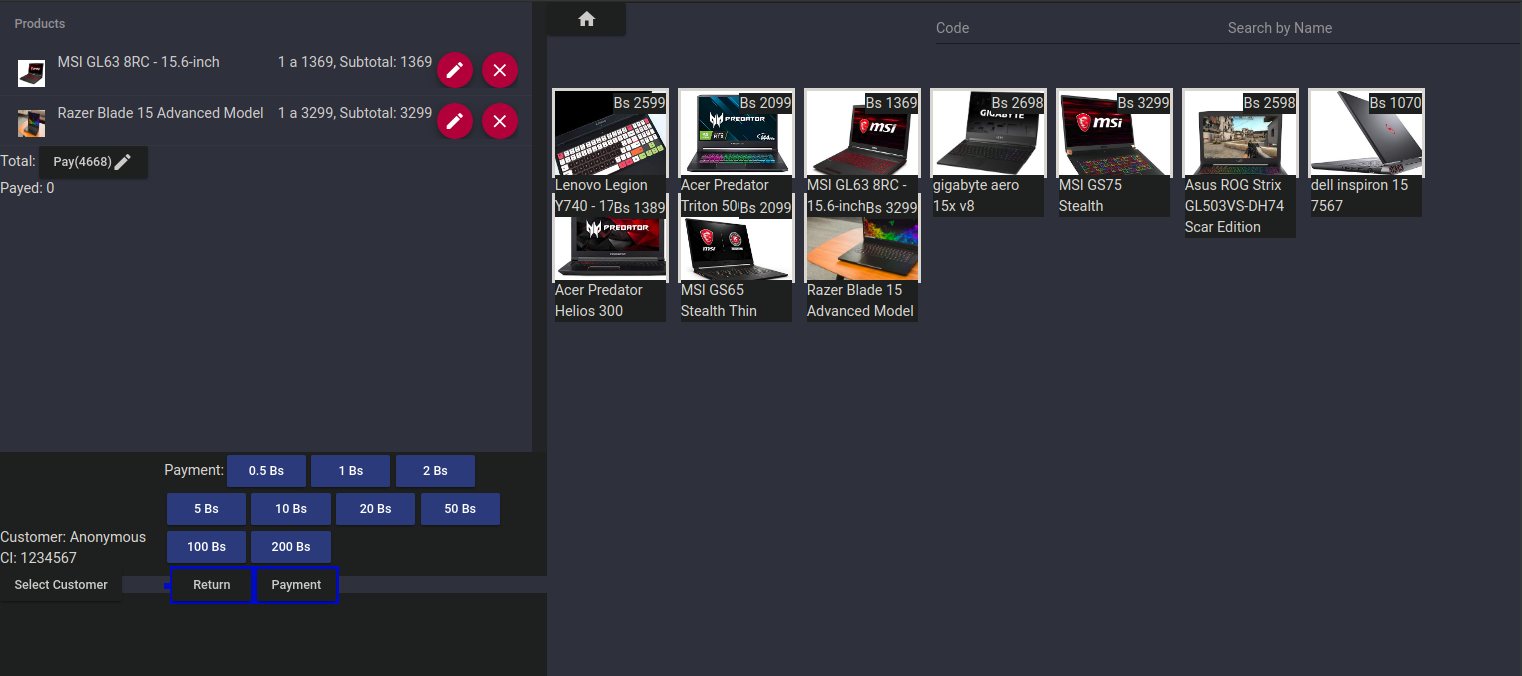 Products
MSI GL63 8RC - 15.6-inch 1 a 1369, Subtotal: 1369
Razer Blade 15 Advanced Model 1 a 3299, Subtotal: 3299
Total: Pay(4668)
Payed: 0
Payment: 0.5 Bs 1 Bs 2 Bs
5 Bs 10 Bs 20 Bs 50 Bs
Customer: Anonymous
CI: 1234567
100 Bs 200 Bs
Select Customer Return Payment
Code Search by Name
Bs 2599 Bs 2099 Bs 1369 Bs 2698 Bs 3299 Bs 2598 Bs 1070
PREDATOR
msi
GIGABYTE
msi
Lenovo Legion
Y740 - 17
Acer Predator
Triton 50
MSI GL63 8RC -
15.6-inch
gigabyte aero
15x v8
MSI GS75
Stealth
Asus ROG Strix
GL503VS-DH74
Scar Edition
dell inspiron 15
7567
Bs 1389 Bs 2099 Bs 3299
PREDATOR
msi
Acer Predator
Helios 300
MSI GS65
Stealth Thin
Razer Blade 15
Advanced Model